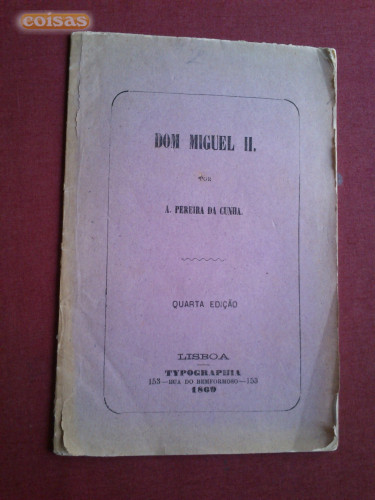 coisas
DOM MIGUEL II.
POR
A. PEREIRA DA CUNHA.
QUARTA EDIÇÃO
LISBOA
TYPOGRAPHIA
153—RUA DO BEMFORMOSO—153
1869